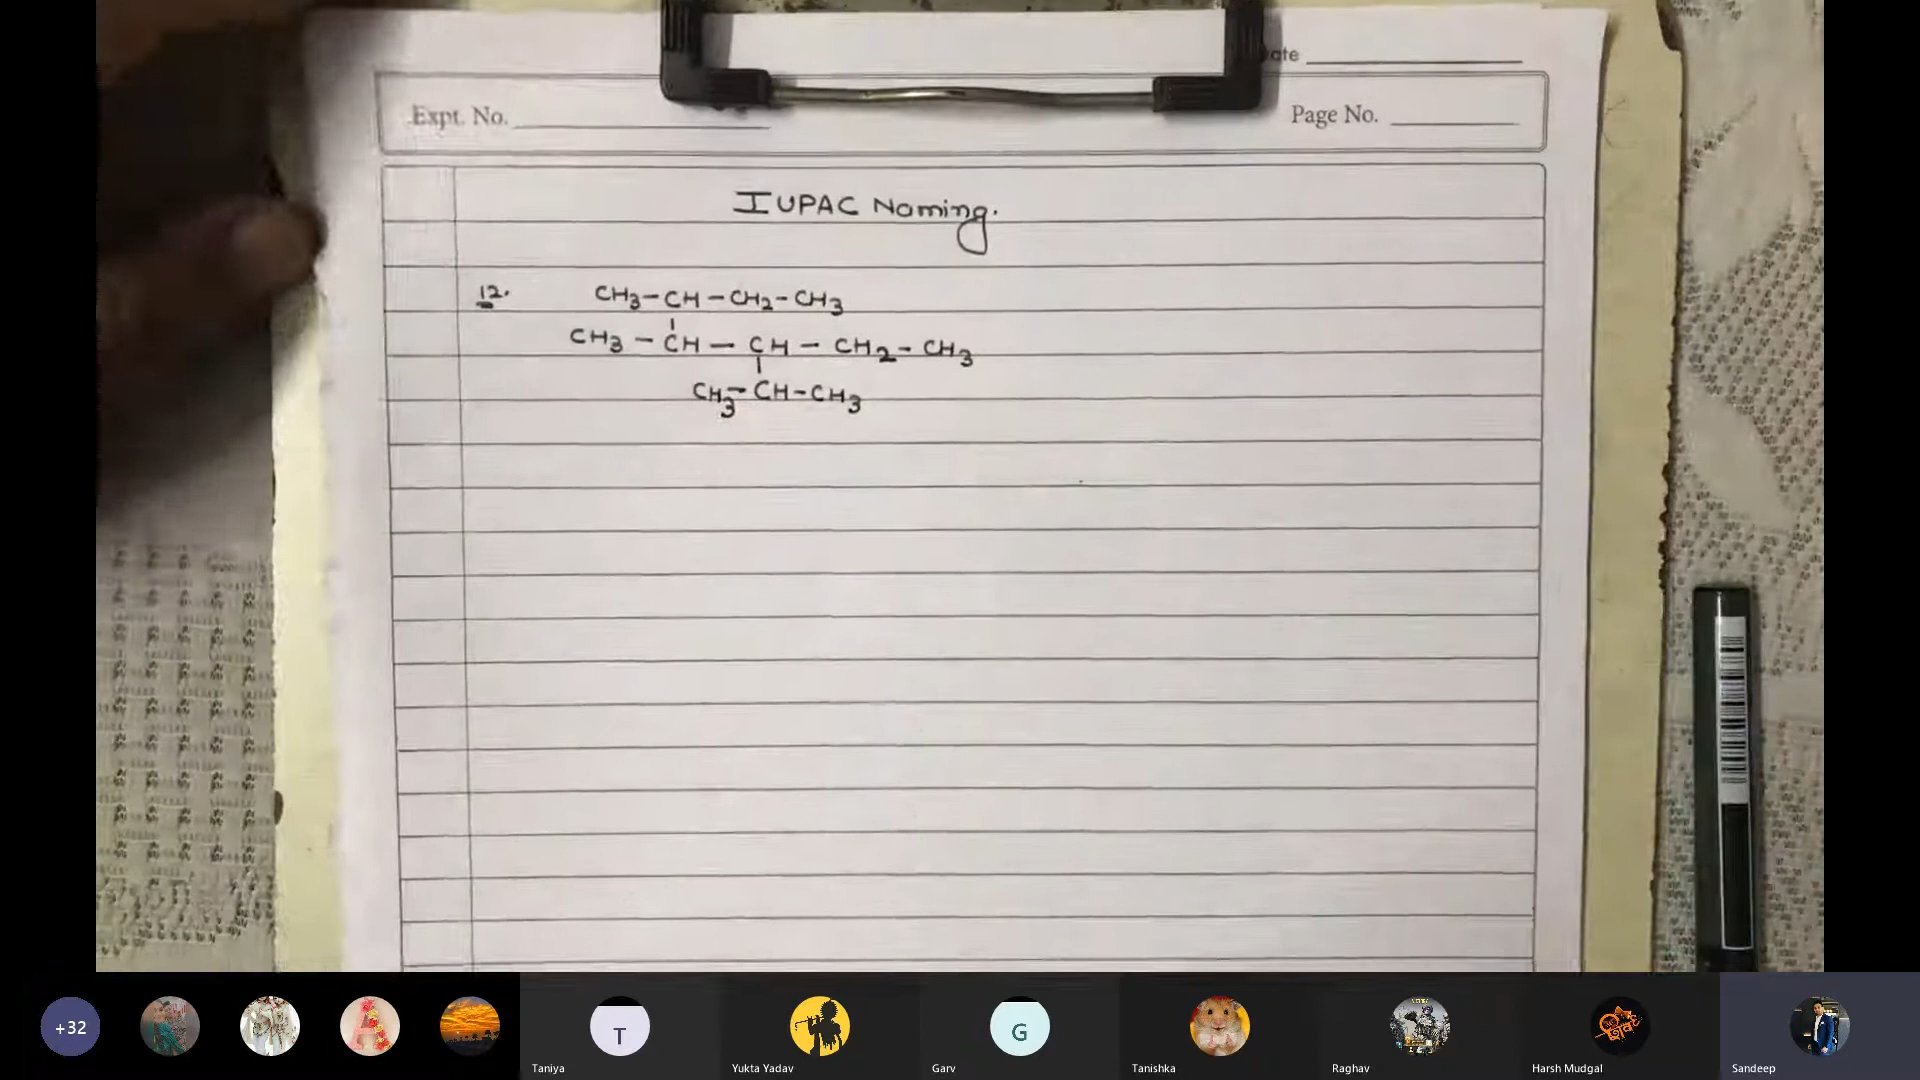 ate
Expt. No.
Page No.
IUPAC Naming.
12.
CH3-CH-CH2-CH3
CH3-CH-CH-CH2-CH3
CH3-CH-CH3
+32
A
T
G
Taniya
Yukta Yadav
Garv
Tanishka
Raghav
Harsh Mudgal
Sandeep